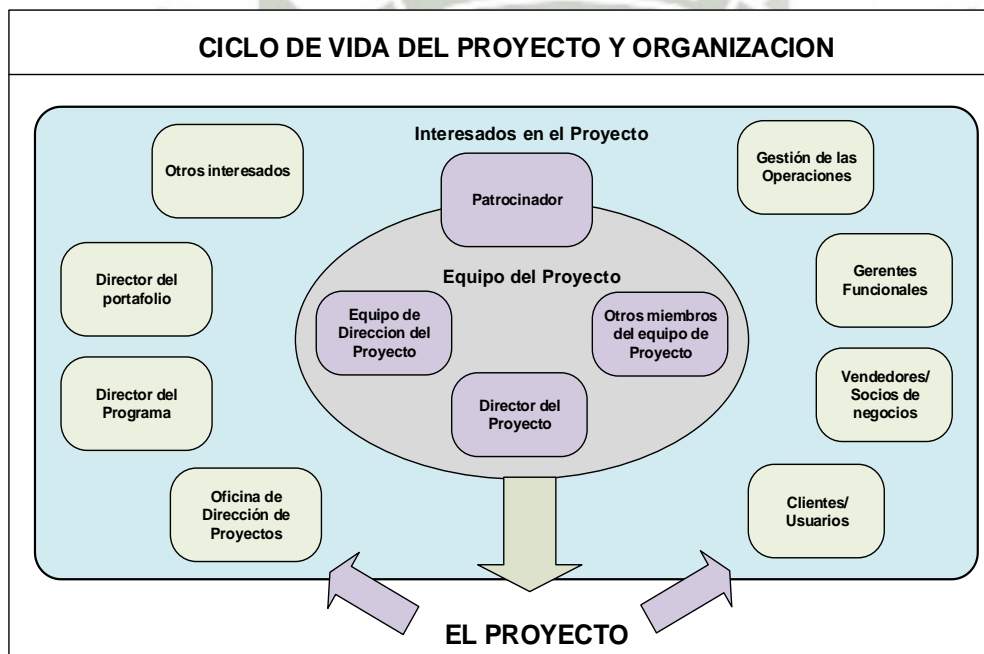 CICLO DE VIDA DEL PROYECTO Y ORGANIZACION
Interesados en el Proyecto
Otros interesados
Patrocinador
Gestión de las
Operaciones
Director del
portafolio
Equipo del Proyecto
Gerentes
Funcionales
Equipo de
Direccion del
Proyecto
Otros miembros
del equipo de
Proyecto
Director del
Programa
Director del
Proyecto
Vendedores/
Socios de
negocios
Oficina de
Dirección de
Proyectos
Clientes/
Usuarios
EL PROYECTO